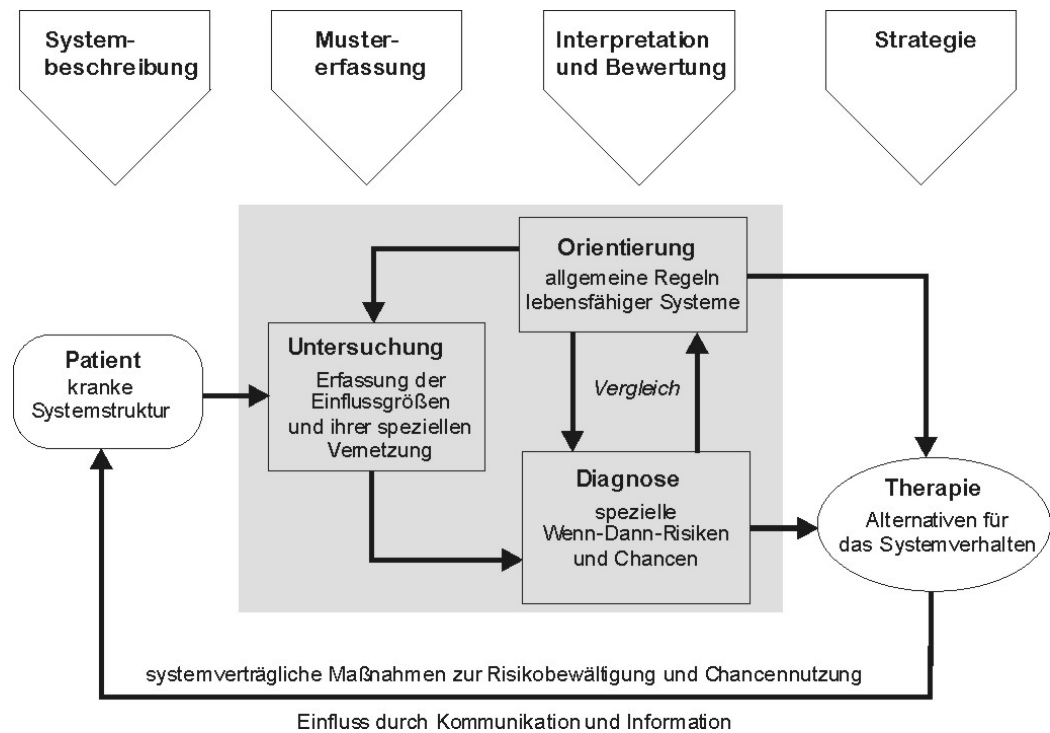 System-
beschreibung
Muster-
erfassung
Interpretation
und Bewertung
Strategie
Orientierung
allgemeine Regeln
lebensfähiger Systeme
Untersuchung
Erfassung der
Einflussgrößen
und ihrer speziellen
Vernetzung
Patient
kranke
Systemstruktur
Vergleich
Diagnose
spezielle
Wenn-Dann-Risiken
und Chancen
Therapie
Alternativen für
das Systemverhalten
systemverträgliche Maßnahmen zur Risikobewältigung und Chancennutzung
Einfluss durch Kommunikation und Information